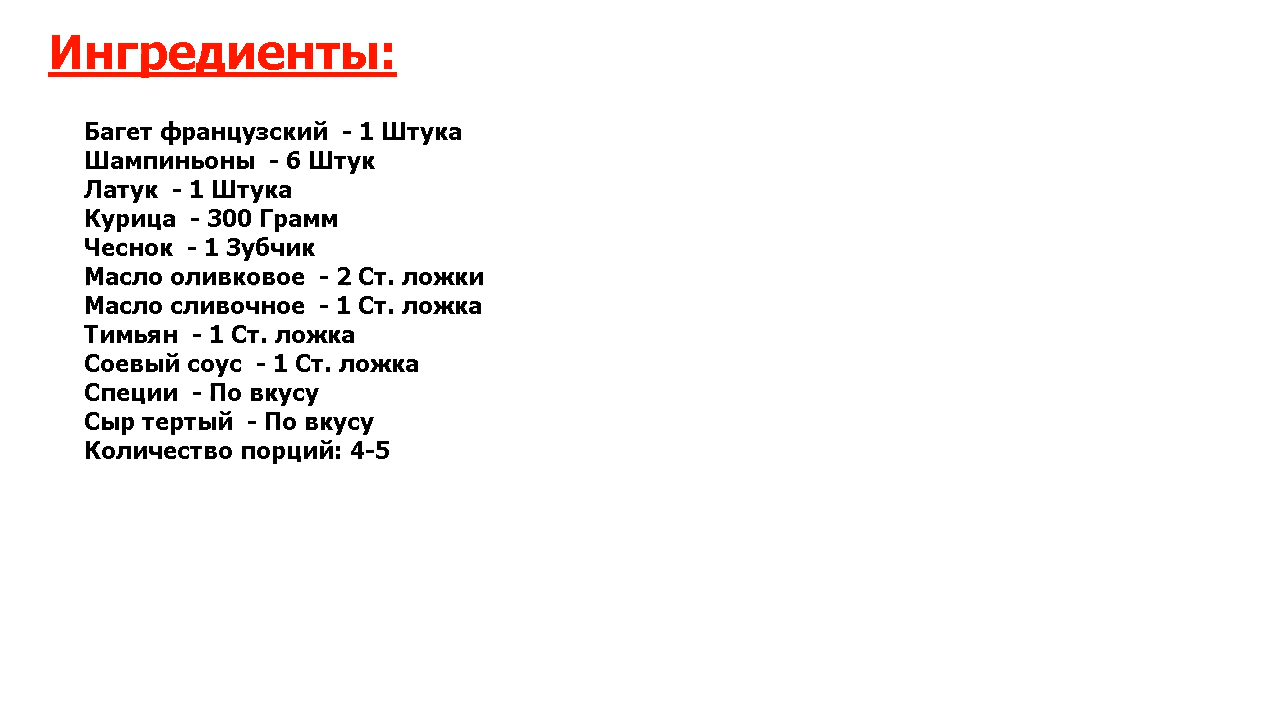 Ингредиенты:
Багет французский  - 1 Штука
Шампиньоны  - 6 Штук
Латук  - 1 Штука
Курица  - 300 Грамм
Чеснок  - 1 Зубчик
Масло оливковое  - 2 Ст. ложки
Масло сливочное  - 1 Ст. ложка
Тимьян  - 1 Ст. ложка
Соевый соус  - 1 Ст. ложка
Специи  - По вкусу
Сыр тертый  - По вкусу
Количество порций: 4-5